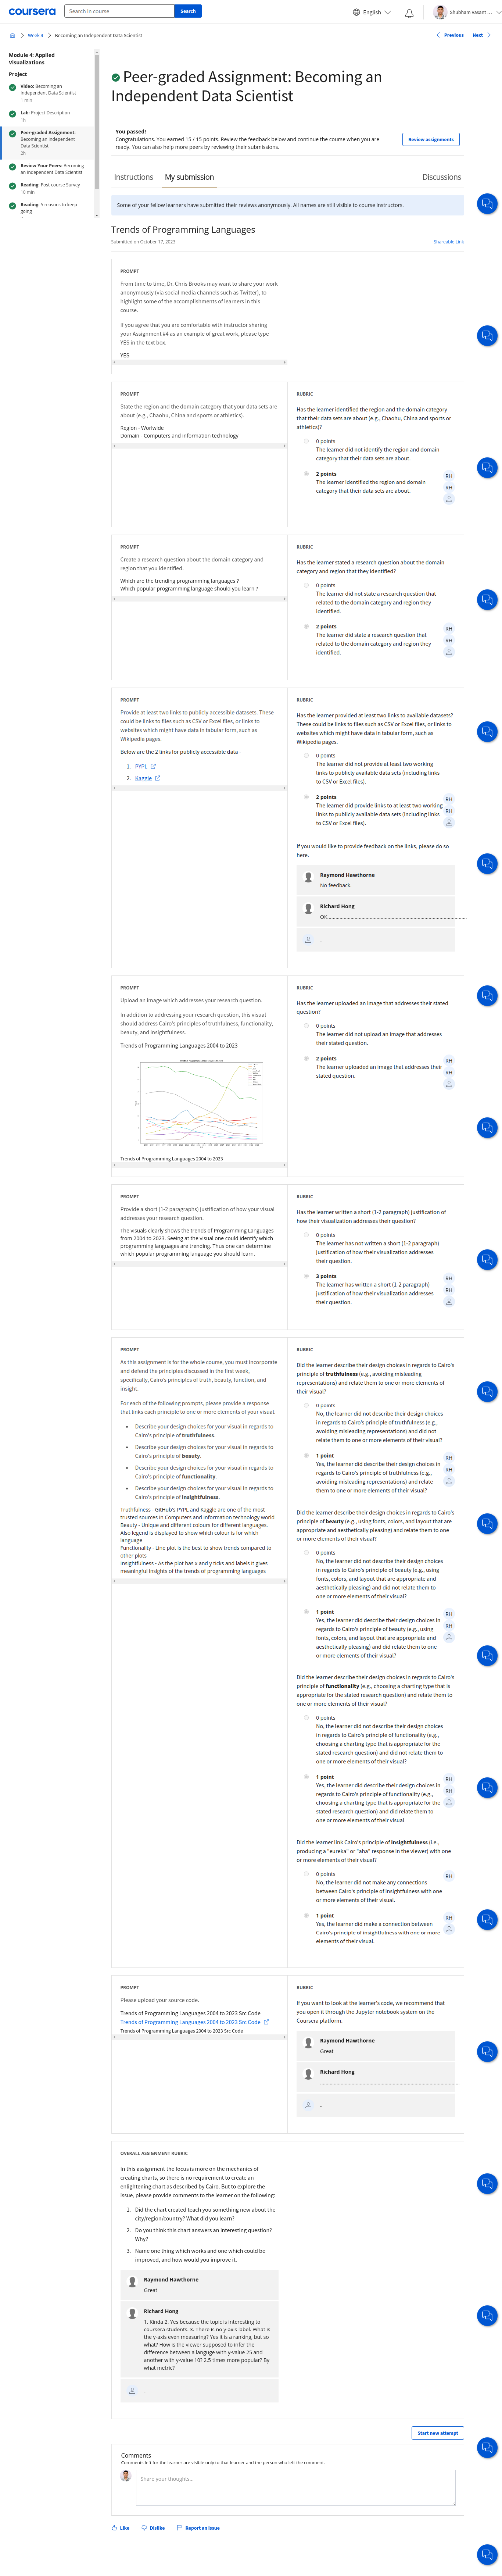 coursera
Search in course
Search
English
Shubham Vasant ...
Week 4
Becoming an Independent Data Scientist
Previous
Next
Module 4: Applied
Visualizations
Project
Video: Becoming an
Independent Data Scientist
1 min
Lab: Project Description
1h
Peer-graded Assignment:
Becoming an Independent
Data Scientist
2h
Review Your Peers: Becoming
an Independent Data Scientist
Reading: Post-course Survey
10 min
Reading: 5 reasons to keep
going
Peer-graded Assignment: Becoming an
Independent Data Scientist
You passed!
Congratulations. You earned 15 / 15 points. Review the feedback below and continue the course when you are
ready. You can also help more peers by reviewing their submissions.
Review assignments
Instructions
My submission
Discussions
Some of your fellow learners have submitted their reviews anonymously. All names are still visible to course instructors.
Trends of Programming Languages
Submitted on October 17, 2023
Shareable Link
PROMPT
From time to time, Dr. Chris Brooks may want to share your work
anonymously (via social media channels such as Twitter), to
highlight some of the accomplishments of learners in this
course.
If you agree that you are comfortable with instructor sharing
your Assignment #4 as an example of great work, please type
YES in the text box.
YES
PROMPT
State the region and the domain category that your data sets are
about (e.g., Chaohu, China and sports or athletics).
Region - Worlwide
Domain - Computers and information technology
RUBRIC
Has the learner identified the region and the domain category
that their data sets are about (e.g., Chaohu, China and sports or
athletics)?
0 points
The learner did not identify the region and domain
category that their data sets are about.
2 points
The learner identified the region and domain
category that their data sets are about.
RH
RH
PROMPT
Create a research question about the domain category and
region that you identified.
Which are the trending programming languages ?
Which popular programming language should you learn ?
RUBRIC
Has the learner stated a research question about the domain
category and region that they identified?
0 points
The learner did not state a research question that
related to the domain category and region they
identified.
2 points
The learner did state a research question that
related to the domain category and region they
identified.
RH
RH
PROMPT
Provide at least two links to publicly accessible datasets. These
could be links to files such as CSV or Excel files, or links to
websites which might have data in tabular form, such as
Wikipedia pages.
Below are the 2 links for publicly accessible data -
1. PYPL
2. Kaggle
RUBRIC
Has the learner provided at least two links to available datasets?
These could be links to files such as CSV or Excel files, or links to
websites which might have data in tabular form, such as
Wikipedia pages.
0 points
The learner did not provide at least two working
links to publicly available data sites (including links
to CSV or Excel files).
2 points
The learner did provide links to at least two working
links to publicly available data sites (including links
to CSV or Excel files).
RH
RH
If you would like to provide feedback on the links, please do so
here.
Raymond Hawthorne
No feedback.
Richard Hong
OK
-
PROMPT
Upload an image which addresses your research question.
In addition to addressing your research question, this visual
should address Cairo's principles of truthfulness, functionality,
beauty, and insightfulness.
Trends of Programming Languages 2004 to 2023
Trends of Programming Languages 2004 to 2023
RUBRIC
Has the learner uploaded an image that addresses their stated
question?
0 points
The learner did not upload an image that addresses
their stated question.
2 points
The learner uploaded an image that addresses their
stated question.
RH
RH
PROMPT
Provide a short (1-2 paragraphs) justification of how your visual
addresses your research question.
The visuals clearly shows the trends of Programming Languages
from 2004 to 2023. Seeing at the visual one could identify which
programming languages are trending. Thus one can determine
which popular programming language you should learn.
RUBRIC
Has the learner written a short (1-2 paragraph) justification of
how their visualization addresses their question?
0 points
The learner has not written a short (1-2 paragraph)
justification of how their visualization addresses
their question.
3 points
The learner has written a short (1-2 paragraph)
justification of how their visualization addresses
their question.
RH
RH
PROMPT
As this assignment is for the whole course, you must incorporate
and defend the principles discussed in the first week,
specifically, Cairo's principles of truth, beauty, function, and
insight.
For each of the following prompts, please provide a response
that links each principle to one or more elements of your visual.
• Describe your design choices for your visual in regards to
Cairo's principle of truthfulness.
• Describe your design choices for your visual in regards to
Cairo's principle of beauty.
• Describe your design choices for your visual in regards to
Cairo's principle of functionality.
• Describe your design choices for your visual in regards to
Cairo's principle of insightfulness.
Truthfulness - GitHub's PYPL and Kaggle are one of the most
trusted sources in Computers and information technology world
Beauty - Unique and different colours for different languages.
Also legend is displayed to show which colour is for which
language
Functionality - Line plot is the best to show trends compared to
other plots
Insightfulness - As the plot has x and y ticks and labels it gives
meaningful insights of the trends of programming languages
RUBRIC
Did the learner describe their design choices in regards to Cairo's
principle of truthfulness (e.g., avoiding misleading
representations) and relate them to one or more elements of
their visual?
0 points
No, the learner did not describe their design choices
in regards to Cairo's principle of truthfulness (e.g.,
avoiding misleading representations) and did not
relate them to one or more elements of their visual?
1 point
Yes, the learner did describe their design choices in
regards to Cairo's principle of truthfulness (e.g.,
avoiding misleading representations) and relate
them to one or more elements of their visual?
RH
RH
Did the learner describe their design choices in regards to Cairo's
principle of beauty (e.g., using fonts, colors, and layout that are
appropriate and aesthetically pleasing) and relate them to one
or more elements of their visual?
0 points
No, the learner did not describe their design choices
in regards to Cairo's principle of beauty (e.g., using
fonts, colors, and layout that are appropriate and
aesthetically pleasing) and did not relate them to
one or more elements of their visual?
1 point
Yes, the learner did describe their design choices in
regards to Cairo's principle of beauty (e.g., using
fonts, colors, and layout that are appropriate and
aesthetically pleasing) and did relate them to one
or more elements of their visual?
RH
RH
Did the learner describe their design choices in regards to Cairo's
principle of functionality (e.g., choosing a charting type that is
appropriate for the stated research question) and relate them to
one or more elements of their visual?
0 points
No, the learner did not describe their design choices
in regards to Cairo's principle of functionality (e.g.,
choosing a charting type that is appropriate for the
stated research question) and did not relate them
to one or more elements of their visual?
1 point
Yes, the learner did describe their design choices in
regards to Cairo's principle of functionality (e.g.,
choosing a charting type that is appropriate for the
stated research question) and did relate them to
one or more elements of their visual
RH
RH
Did the learner link Cairo's principle of insightfulness (i.e.,
producing a "eureka" or "aha" response in the viewer) with one
or more elements of their visual?
0 points
No, the learner did not make any connections
between Cairo's principle of insightfulness with one
or more elements of their visual.
RH
1 point
Yes, the learner did make a connection between
Cairo's principle of insightfulness with one or more
elements of their visual.
RH
PROMPT
Please upload your source code.
Trends of Programming Languages 2004 to 2023 Src Code
Trends of Programming Languages 2004 to 2023 Src Code
Trends of Programming Languages 2004 to 2023 Src Code
RUBRIC
If you want to look at the learner's code, we recommend that
you open it through the Jupyter notebook system on the
Coursera platform.
Raymond Hawthorne
Great
Richard Hong
-
OVERALL ASSIGNMENT RUBRIC
In this assignmemt the focus is more on the mechanics of
creating charts, so there is no requirement to create an
enlightening chart as described by Cairo. But to explore the
issue, please provide comments to the learner on the following:
1. Did the chart created teach you something new about the
city/region/country? What did you learn?
2. Do you think this chart answers an interesting question?
Why?
3. Name one thing which works and one which could be
improved, and how would you improve it.
Raymond Hawthorne
Great
Richard Hong
1. Kinda 2. Yes because the topic is interesting to
coursera students. 3. There is no y-axis label. What is
the y-axis even measuring? Yes it is a ranking, but so
what? How is the viewer supposed to infer the
difference between a languge with y-value 25 and
another with y-value 10? 2.5 times more popular? By
what metric?
-
Start new attempt
Comments
Comments left for the learner are visible only to that learner and the person who left the comment.
Share your thoughts...
Like
Dislike
Report an issue